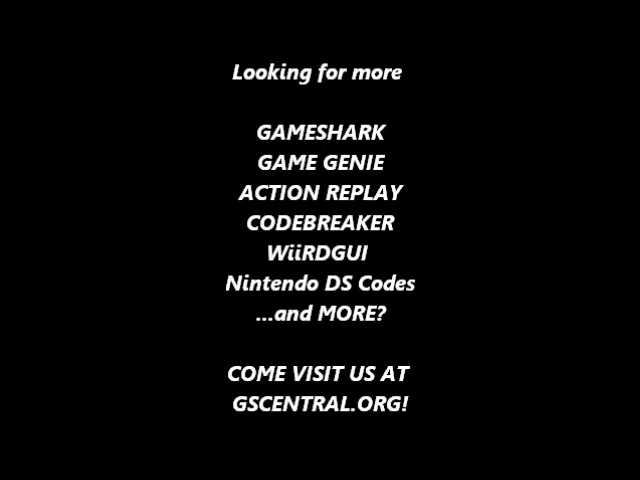 Looking for more
GAMESHARK
GAME GENIE
ACTION REPLAY
CODEBREAKER
WiiRDGUI
Nintendo DS Codes
...and MORE?
COME VISIT US AT
GSCENTRAL.ORG!